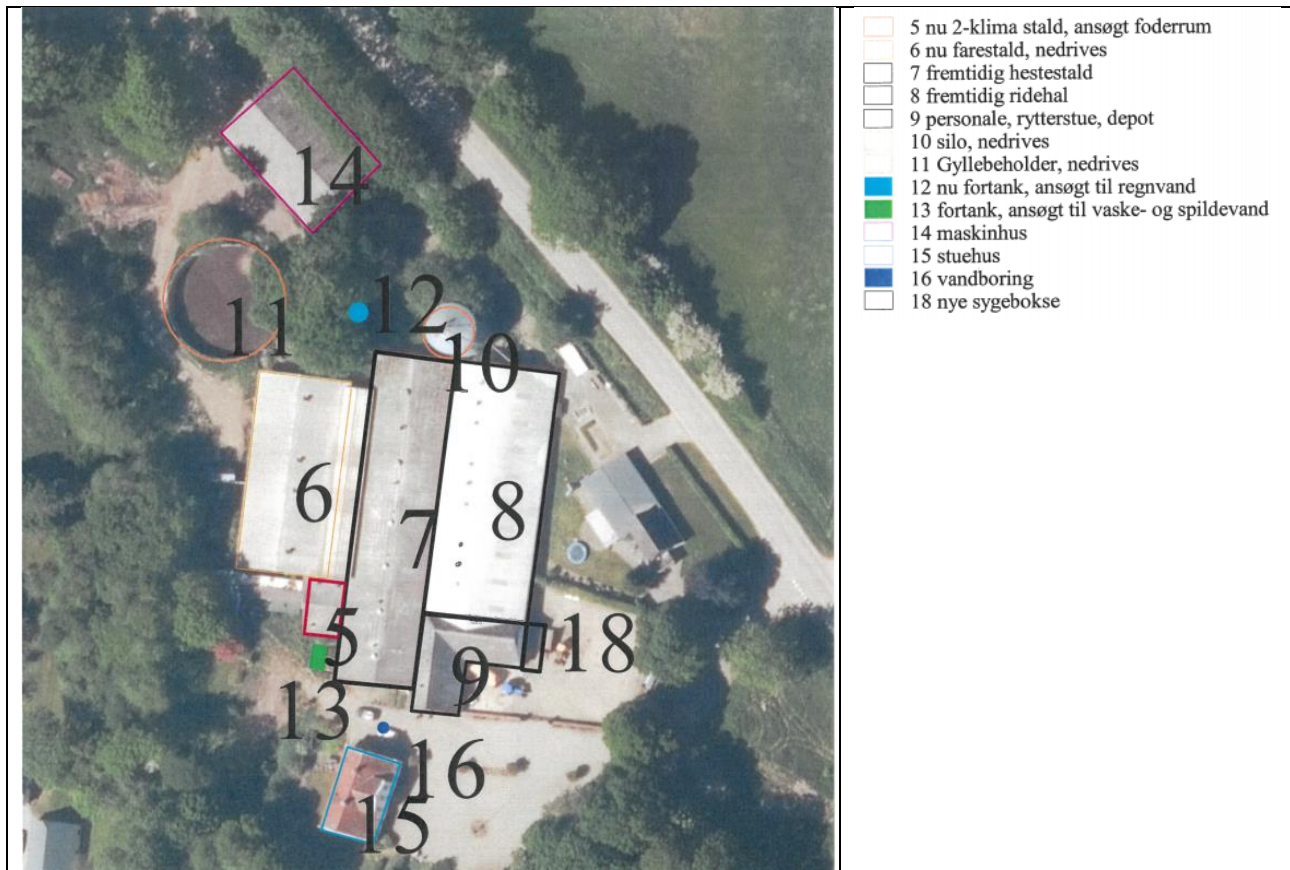 14
12
11
10
6
8
7
5
18
9
13
16
15
5 nu 2-klima stald, ansøgt foderrum
6 nu farestald, nedrives
7 fremtidig hestestald
8 fremtidig ridehal
9 personale, rytterstue, depot
10 silo, nedrives
11 Gyllebeholder, nedrives
12 nu fortank, ansøgt til regnvand
13 fortank, ansøgt til vaske- og spildevand
14 maskinhus
15 stuehus
16 vandboring
18 nye sygebokse